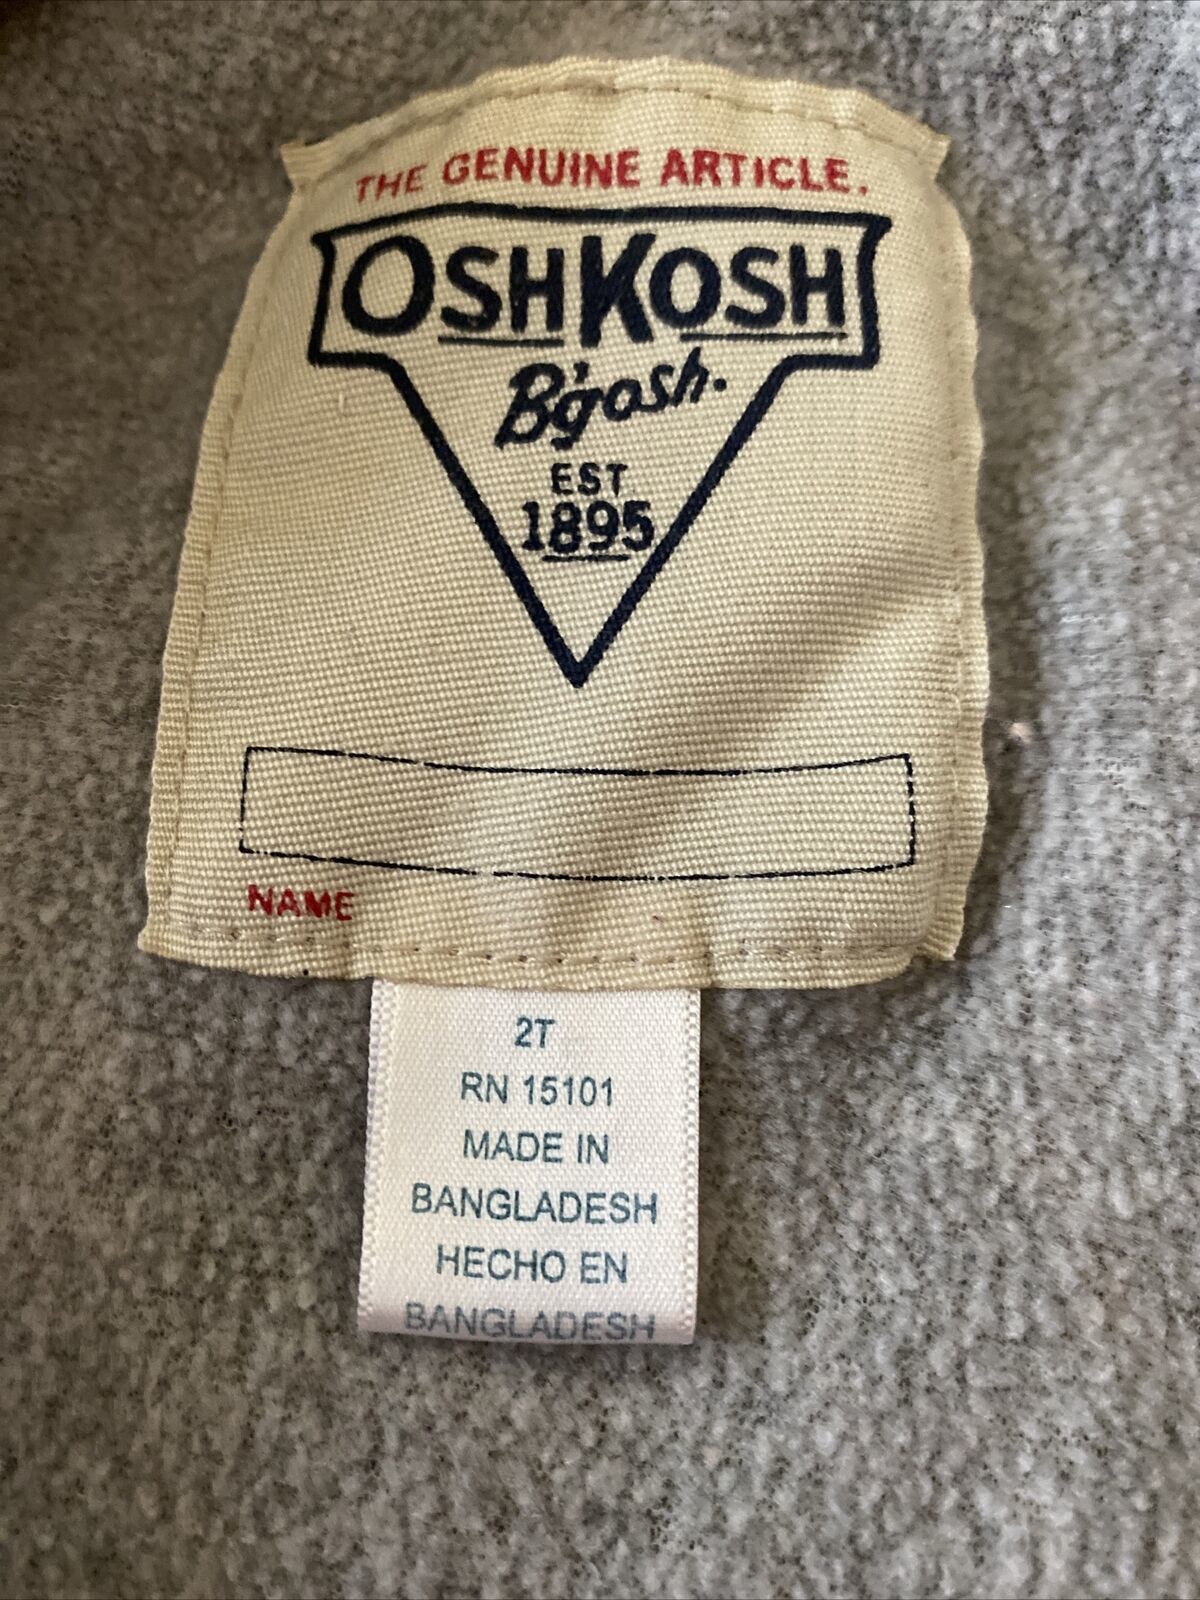 THE GENUINE ARTICLE.
OSHKOSH
B'gosh.
EST
1895
NAME
2T
RN 15101
MADE IN
BANGLADESH
HECHO EN
BANGLADESH